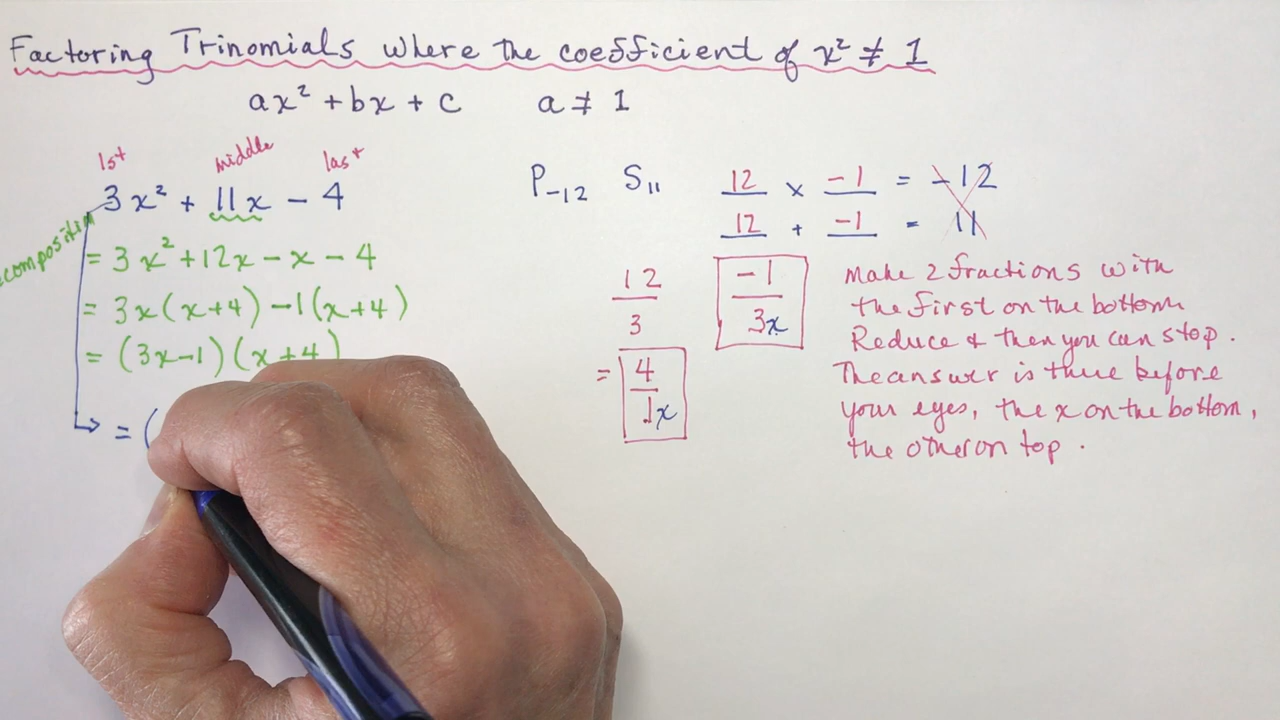 Factoring Trinomials where the coefficient of x² ≠ 1
ax² + bx + c a ≠ 1
1st middle last
3x² + 11x - 4
= 3x² + 12x - x - 4
= 3x(x+4) - 1(x+4)
= (3x-1)(x+4)
= (
P₋₁₂ S₁₁
12 × -1 = -12
12 + -1 = 11
12/3
-1/3x
= 4/1x
Make 2 fractions with
the first on the bottom
Reduce & then you can stop.
The answer is there before
your eyes, the x on the bottom,
the other on top.